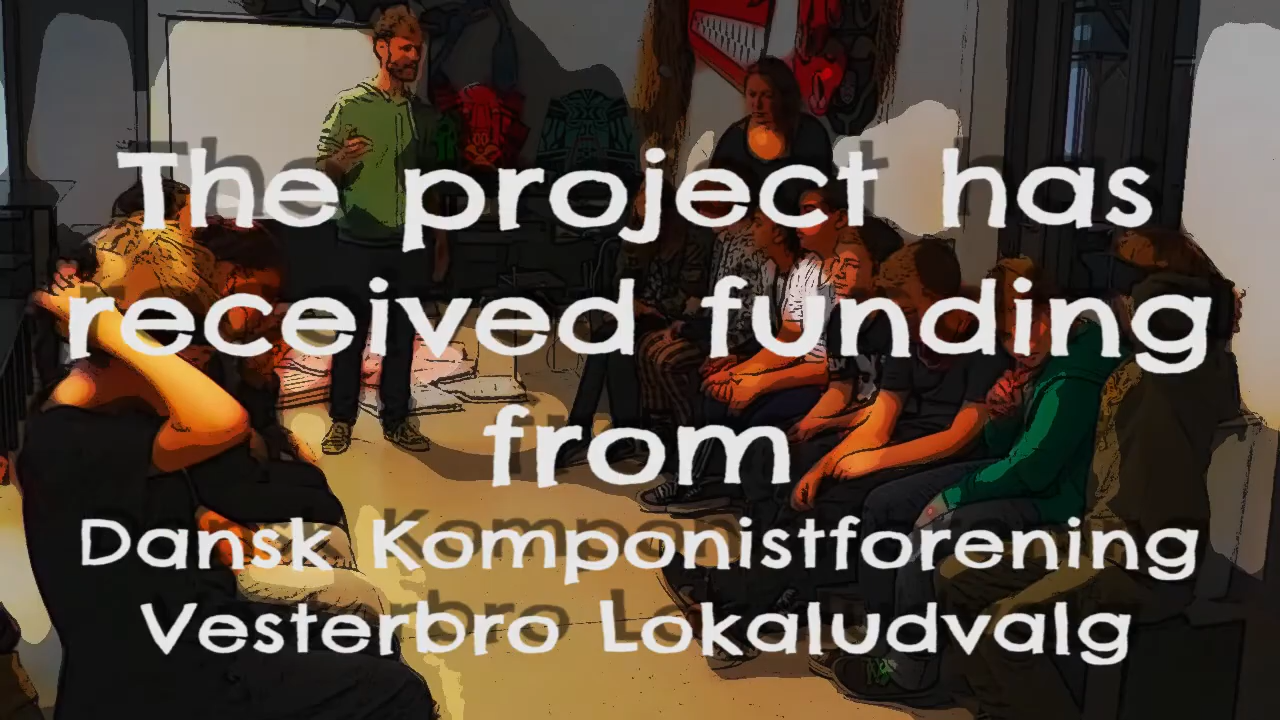 The project has
received funding
from
Dansk Komponistforening
Vesterbro Lokaludvalg